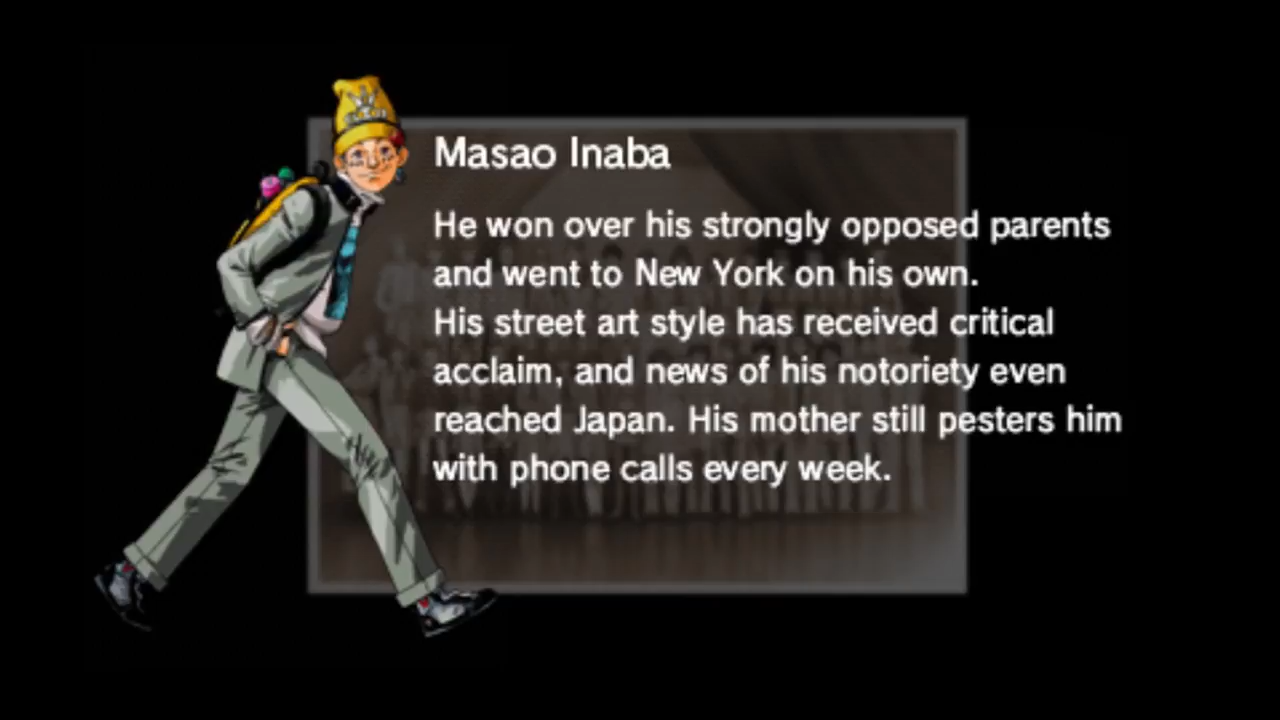 Masao Inaba
He won over his strongly opposed parents
and went to New York on his own.
His street art style has received critical
acclaim, and news of his notoriety even
reached Japan. His mother still pesters him
with phone calls every week.